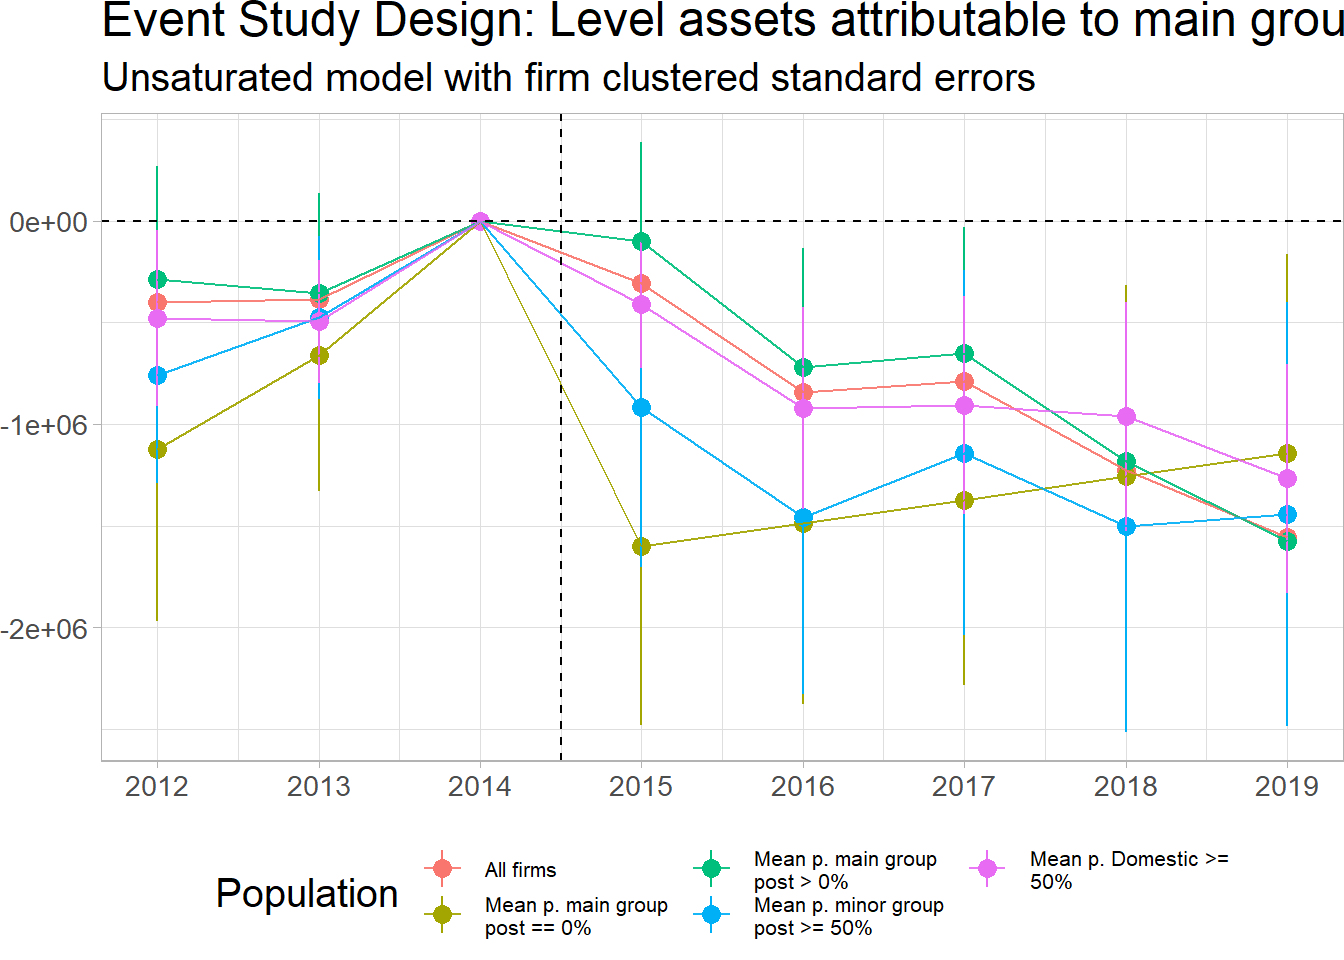 Event Study Design: Level assets attributable to main grou
Unsaturated model with firm clustered standard errors
0e+00
-1e+06
-2e+06
2012 2013 2014 2015 2016 2017 2018 2019
Population
All firms
Mean p. main group
post == 0%
Mean p. main group
post > 0%
Mean p. minor group
post >= 50%
Mean p. Domestic >=
50%